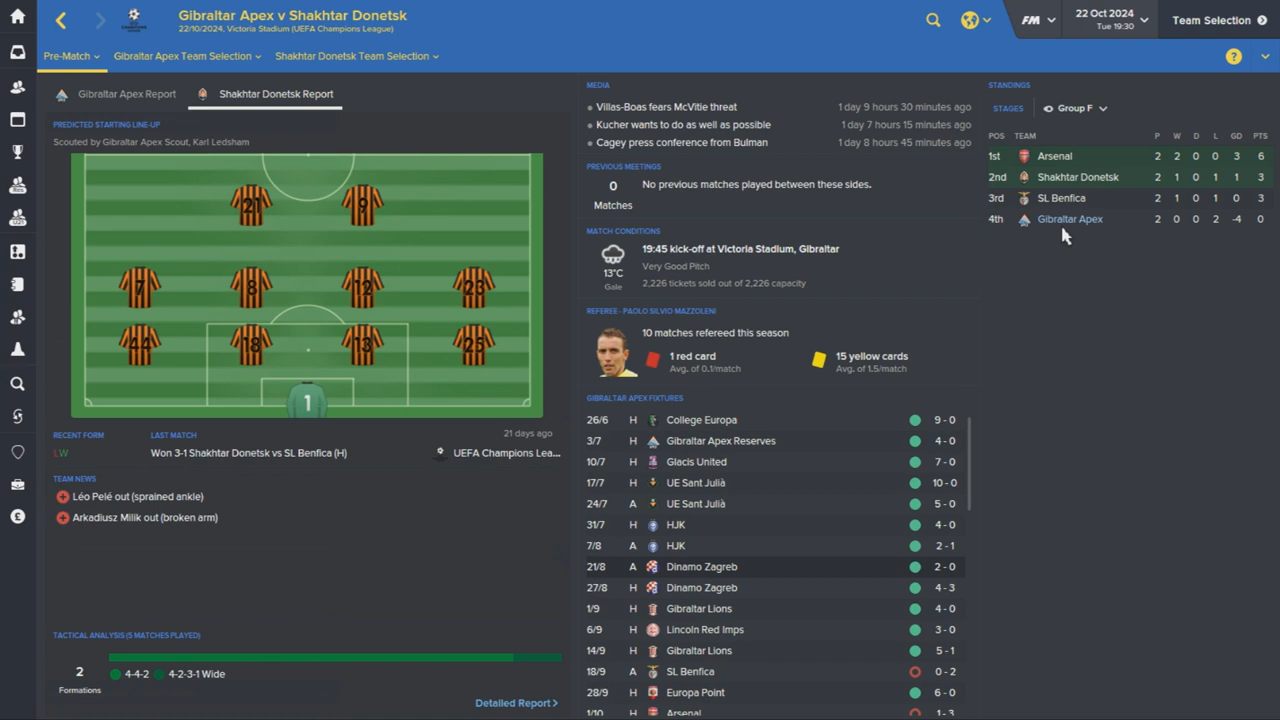 Gibraltar Apex v Shakhtar Donetsk
22/10/2024, Victoria Stadium (UEFA Champions League)
FM
22 Oct 2024
Tue 19:30
Team Selection
Pre-Match
Gibraltar Apex Team Selection
Shakhtar Donetsk Team Selection
?
Gibraltar Apex Report
Shakhtar Donetsk Report
PREDICTED STARTING LINE-UP
Scouted by Gibraltar Apex Scout, Karl Ledsham
21 9
7 8 12 23
44 18 13 25
1
RECENT FORM
LAST MATCH
21 days ago
LW
Won 3-1 Shakhtar Donetsk vs SL Benfica (H)
UEFA Champions Lea...
TEAM NEWS
Léo Pelé out (sprained ankle)
Arkadiusz Milik out (broken arm)
TACTICAL ANALYSIS (5 MATCHES PLAYED)
2
Formations
4-4-2
4-2-3-1 Wide
Detailed Report >
MEDIA
Villas-Boas fears McVitie threat 1 day 9 hours 30 minutes ago
Kucher wants to do as well as possible 1 day 7 hours 15 minutes ago
Cagey press conference from Bulman 1 day 8 hours 45 minutes ago
PREVIOUS MEETINGS
0
Matches
No previous matches played between these sides.
MATCH CONDITIONS
13°C
Gale
19:45 kick-off at Victoria Stadium, Gibraltar
Very Good Pitch
2,226 tickets sold out of 2,226 capacity
REFEREE - PAOLO SILVIO MAZZOLENI
10 matches refereed this season
1 red card
Avg. of 0.1/match
15 yellow cards
Avg. of 1.5/match
GIBRALTAR APEX FIXTURES
26/6 H College Europa 9 - 0
3/7 H Gibraltar Apex Reserves 4 - 0
10/7 H Glacis United 7 - 0
17/7 H UE Sant Julià 10 - 0
24/7 A UE Sant Julià 5 - 0
31/7 H HJK 4 - 0
7/8 A HJK 2 - 1
21/8 A Dinamo Zagreb 2 - 0
27/8 H Dinamo Zagreb 4 - 3
1/9 H Gibraltar Lions 4 - 0
6/9 H Lincoln Red Imps 3 - 0
14/9 H Gibraltar Lions 5 - 1
18/9 A SL Benfica 0 - 2
28/9 H Europa Point 6 - 0
1/10 H Arsenal 1 - 3
STANDINGS
STAGES
Group F
POS TEAM P W D L GD PTS
1st Arsenal 2 2 0 0 3 6
2nd Shakhtar Donetsk 2 1 0 1 1 3
3rd SL Benfica 2 1 0 1 0 3
4th Gibraltar Apex 2 0 0 2 -4 0